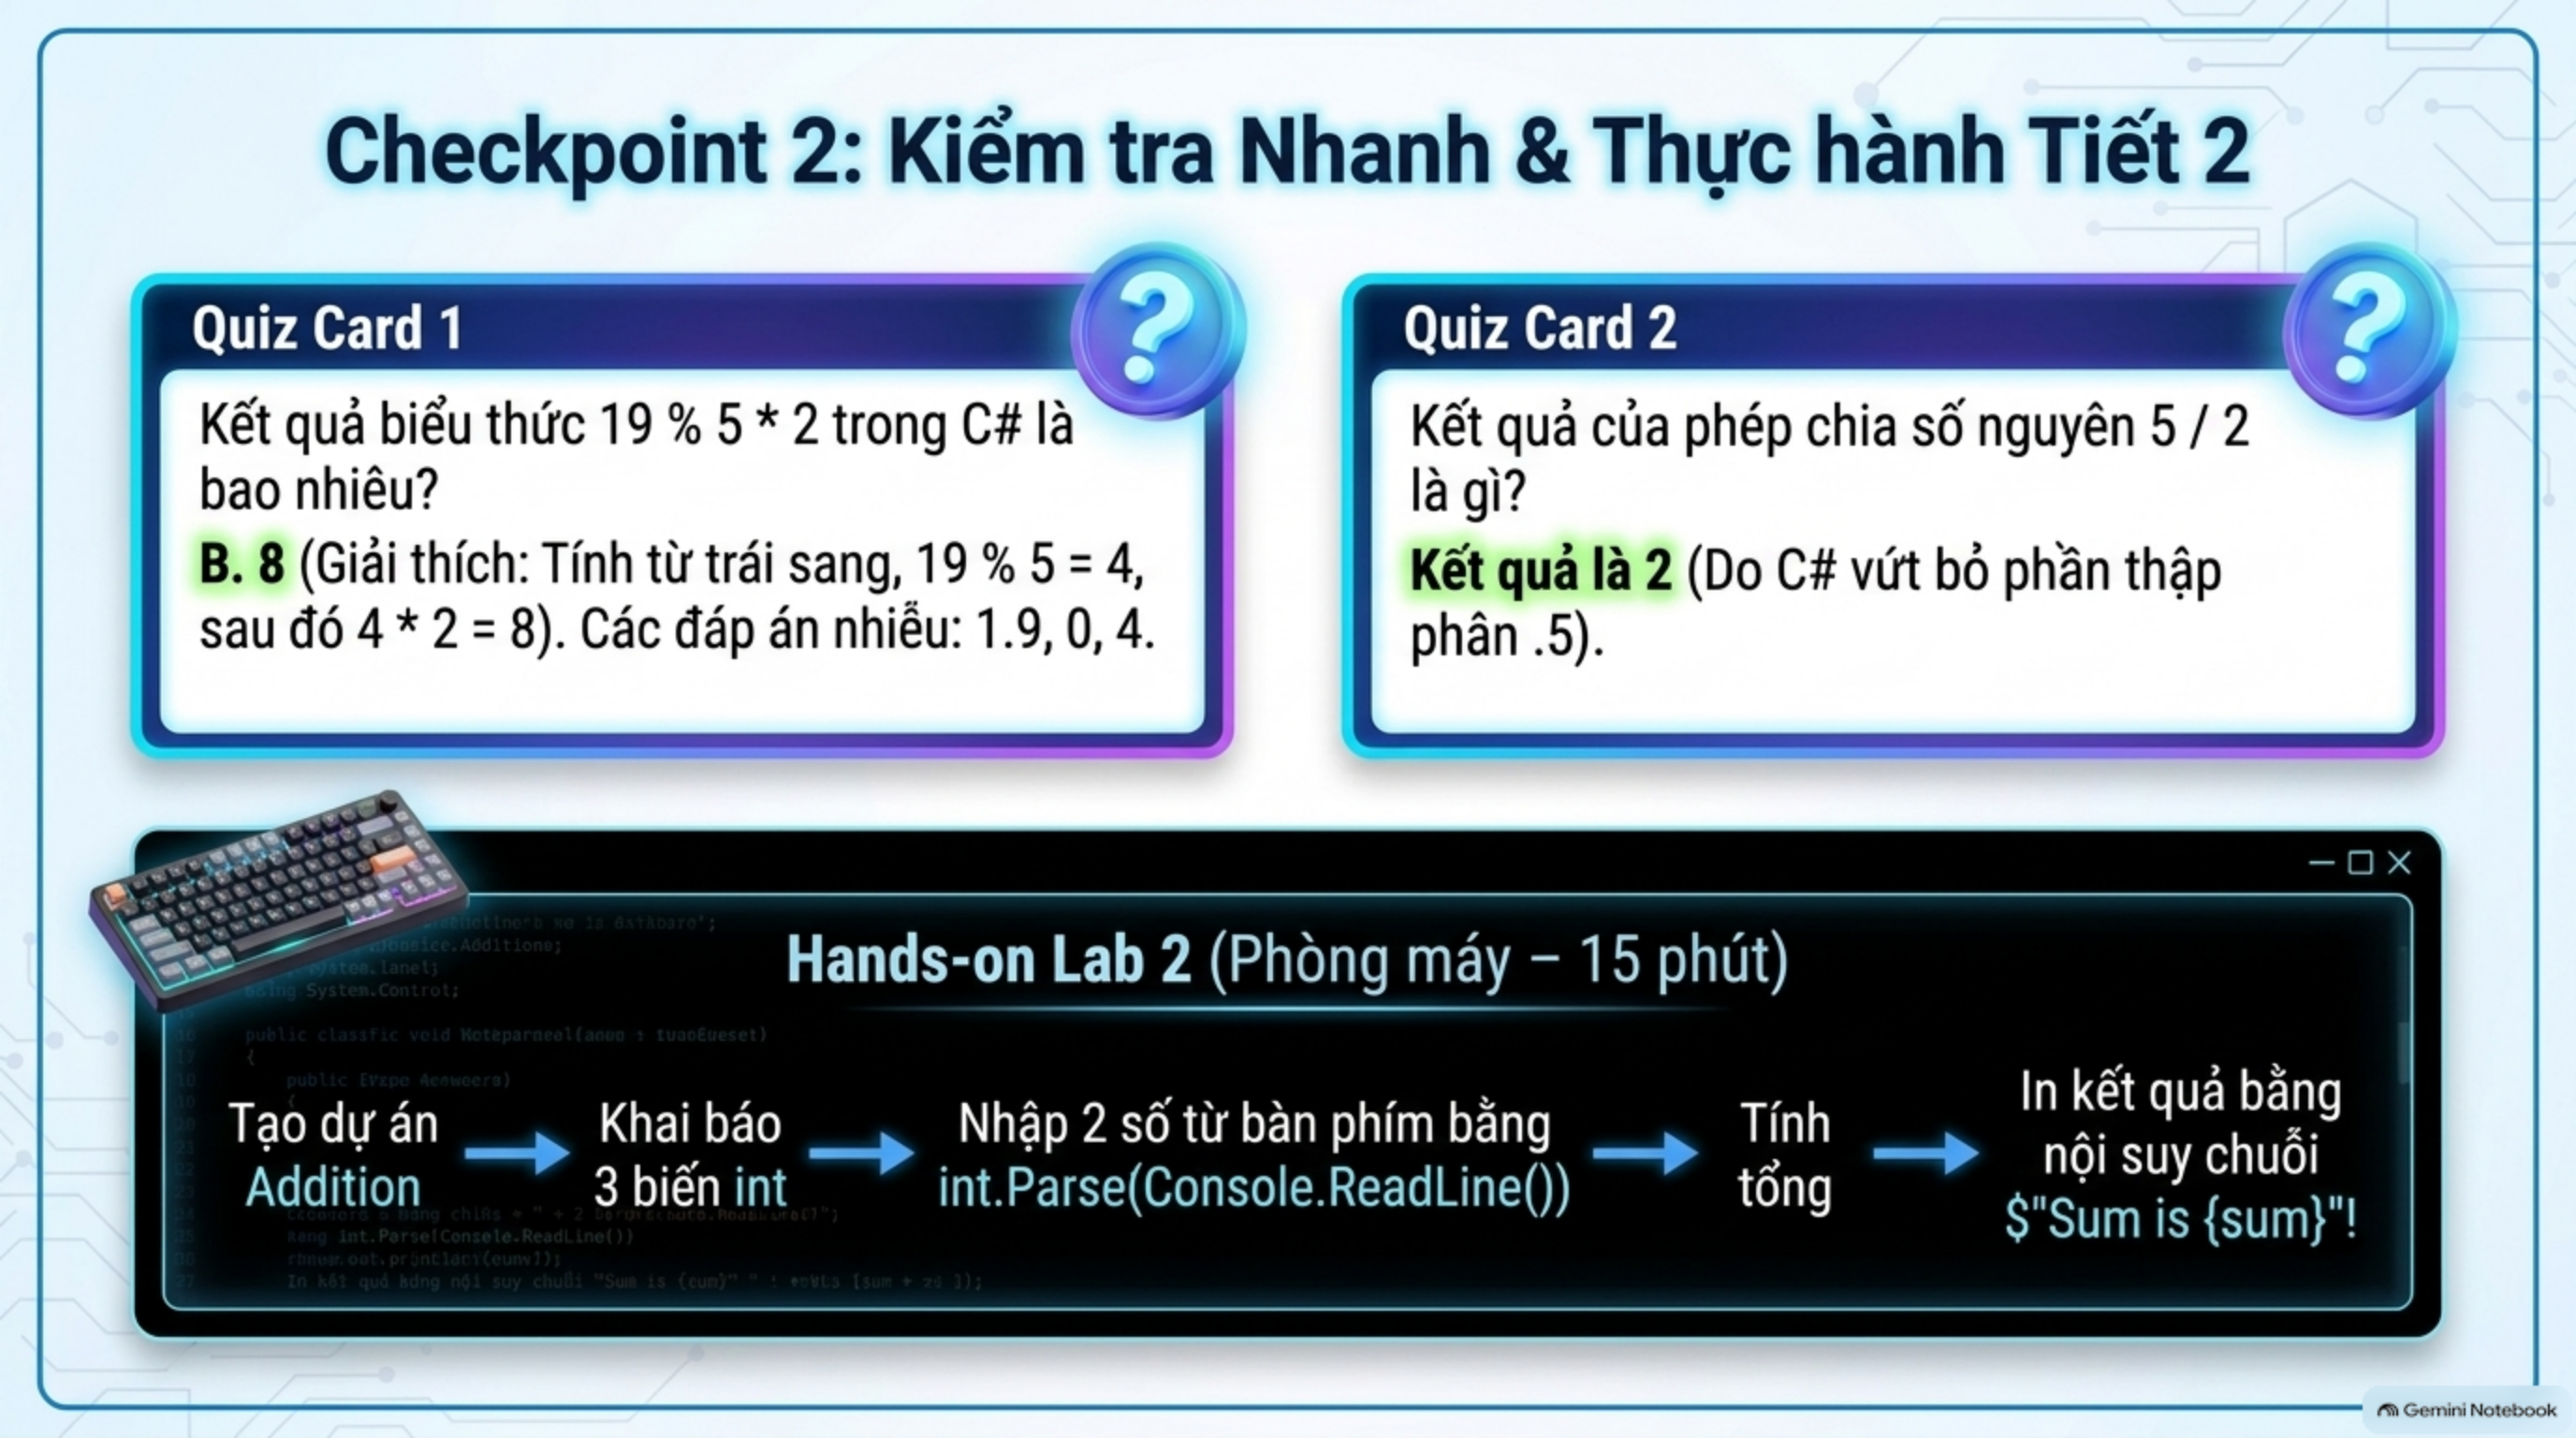 Checkpoint 2: Kiểm tra Nhanh & Thực hành Tiết 2
Quiz Card 1
Kết quả biểu thức 19 % 5 * 2 trong C# là
bao nhiêu?
B. 8 (Giải thích: Tính từ trái sang, 19 % 5 = 4,
sau đó 4 * 2 = 8). Các đáp án nhiễu: 1.9, 0, 4.
Quiz Card 2
Kết quả của phép chia số nguyên 5 / 2
là gì?
Kết quả là 2 (Do C# vứt bỏ phần thập
phân .5).
Hands-on Lab 2 (Phòng máy – 15 phút)
Tạo dự án
Addition
Khai báo
3 biến int
Nhập 2 số từ bàn phím bằng
int.Parse(Console.ReadLine())
Tính
tổng
In kết quả bằng
nội suy chuỗi
$"Sum is {sum}"!
Gemini Notebook